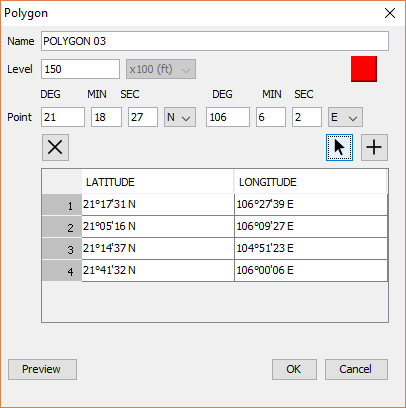 Polygon
Name POLYGON 03
Level 150 x100 (ft)
DEG MIN SEC DEG MIN SEC
Point 21 18 27 N 106 6 2 E
LATITUDE LONGITUDE
1 21°17'31 N 106°27'39 E
2 21°05'16 N 106°09'27 E
3 21°14'37 N 104°51'23 E
4 21°41'32 N 106°00'06 E
Preview OK Cancel